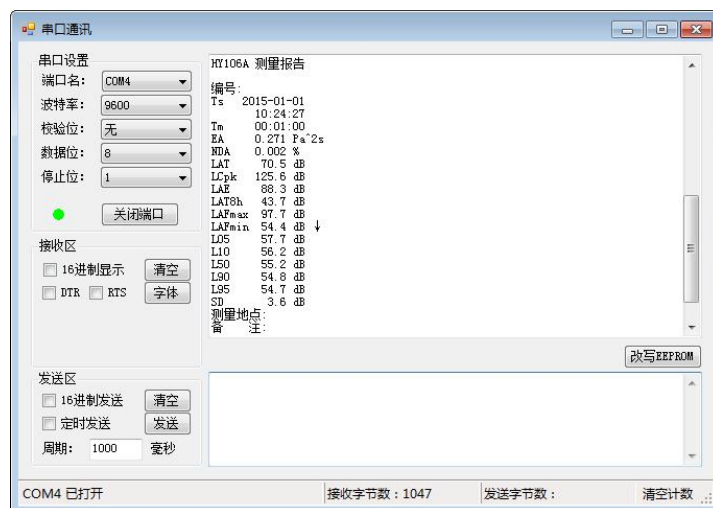 串口通讯
串口设置
端口名: COM4
波特率: 9600
校验位: 无
数据位: 8
停止位: 1
关闭端口
接收区
16进制显示 清空
DTR RTS 字体
HY106A 测量报告
编号:
Ts 2015-01-01
10:24:27
Tm 00:01:00
EA 0.271 Pa^2s
NDA 0.002 %
LAT 70.5 dB
LCpk 125.6 dB
LAE 88.3 dB
LAT8h 43.7 dB
LAFmax 97.7 dB
LAFmin 54.4 dB ↓
L05 57.7 dB
L10 56.2 dB
L50 55.2 dB
L90 54.8 dB
L95 54.7 dB
SD 3.6 dB
测量地点:
备 注:
改写EEPROM
发送区
16进制发送 清空
定时发送 发送
周期: 1000 毫秒
COM4 已打开 接收字节数：1047 发送字节数： 清空计数